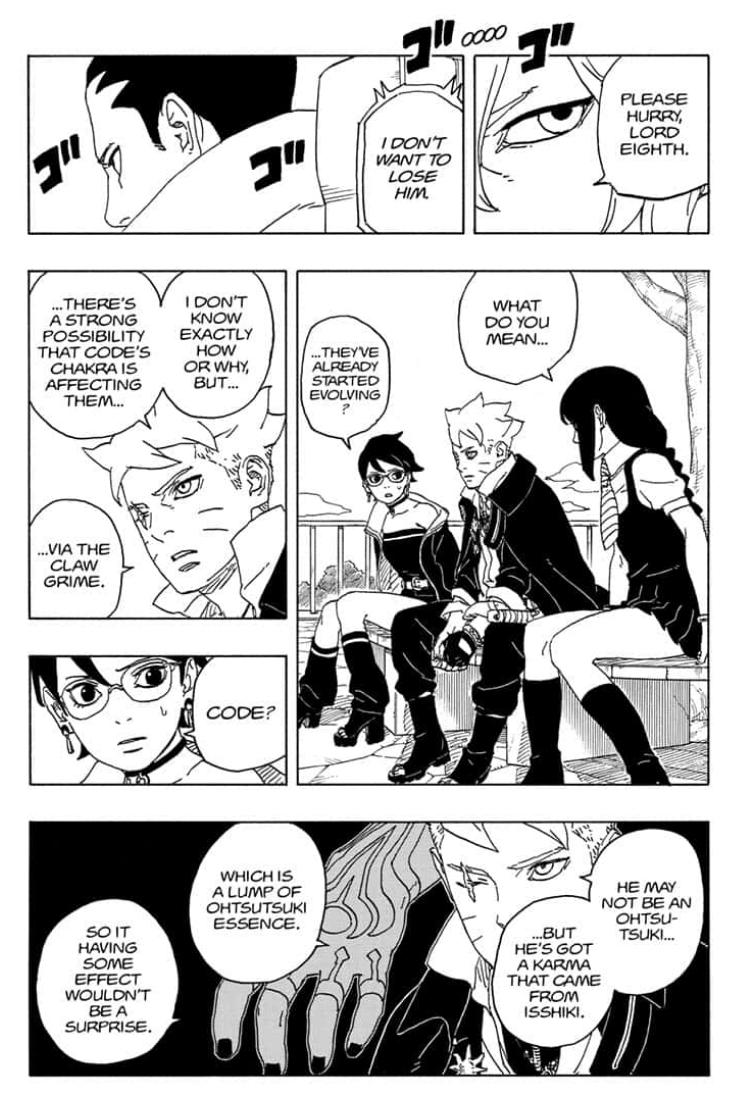 ゴ
oooo
ゴ
PLEASE
HURRY,
LORD
EIGHTH.
I DON'T
WANT TO
LOSE
HIM.
ゴ
ゴ
WHAT
DO YOU
MEAN...
...THEY'VE
ALREADY
STARTED
EVOLVING
?
I DON'T
KNOW
EXACTLY
HOW
OR WHY,
BUT...
...THERE'S
A STRONG
POSSIBILITY
THAT CODE'S
CHAKRA IS
AFFECTING
THEM...
...VIA THE
CLAW
GRIME.
CODE?
HE MAY
NOT BE AN
OHTSU-
TSUKI...
...BUT
HE'S GOT
A KARMA
THAT CAME
FROM
ISSHIKI.
WHICH IS
A LUMP OF
OHTSUTSUKI
ESSENCE.
SO IT
HAVING
SOME
EFFECT
WOULDN'T
BE A
SURPRISE.